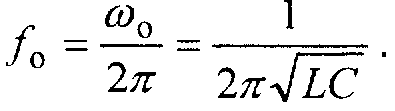 f₀ = ω₀/2π = 1/2π√LC .